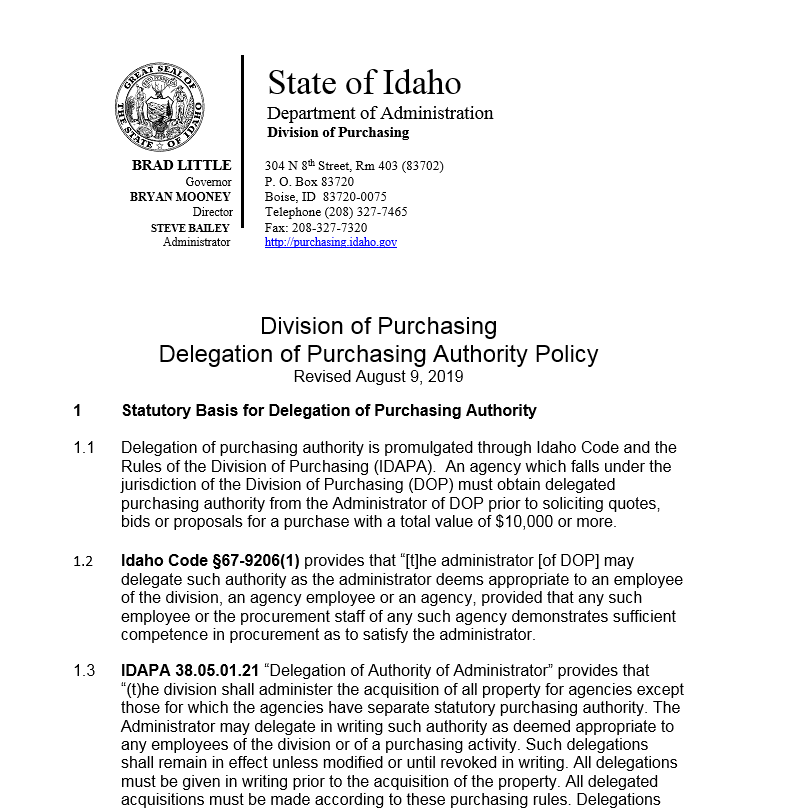 GREAT SEAL OF
THE STATE OF IDAHO
State of Idaho
Department of Administration
Division of Purchasing
BRAD LITTLE
Governor
BRYAN MOONEY
Director
STEVE BAILEY
Administrator
304 N 8th Street, Rm 403 (83702)
P. O. Box 83720
Boise, ID  83720-0075
Telephone (208) 327-7465
Fax: 208-327-7320
http://purchasing.idaho.gov
Division of Purchasing
Delegation of Purchasing Authority Policy
Revised August 9, 2019
1 Statutory Basis for Delegation of Purchasing Authority
1.1 Delegation of purchasing authority is promulgated through Idaho Code and the
Rules of the Division of Purchasing (IDAPA).  An agency which falls under the
jurisdiction of the Division of Purchasing (DOP) must obtain delegated
purchasing authority from the Administrator of DOP prior to soliciting quotes,
bids or proposals for a purchase with a total value of $10,000 or more.
1.2 Idaho Code §67-9206(1) provides that “[t]he administrator [of DOP] may
delegate such authority as the administrator deems appropriate to an employee
of the division, an agency employee or an agency, provided that any such
employee or the procurement staff of any such agency demonstrates sufficient
competence in procurement as to satisfy the administrator.
1.3 IDAPA 38.05.01.21 “Delegation of Authority of Administrator” provides that
“(t)he division shall administer the acquisition of all property for agencies except
those for which the agencies have separate statutory purchasing authority. The
Administrator may delegate in writing such authority as deemed appropriate to
any employees of the division or of a purchasing activity. Such delegations
shall remain in effect unless modified or until revoked in writing. All delegations
must be given in writing prior to the acquisition of the property. All delegated
acquisitions must be made according to these purchasing rules. Delegations